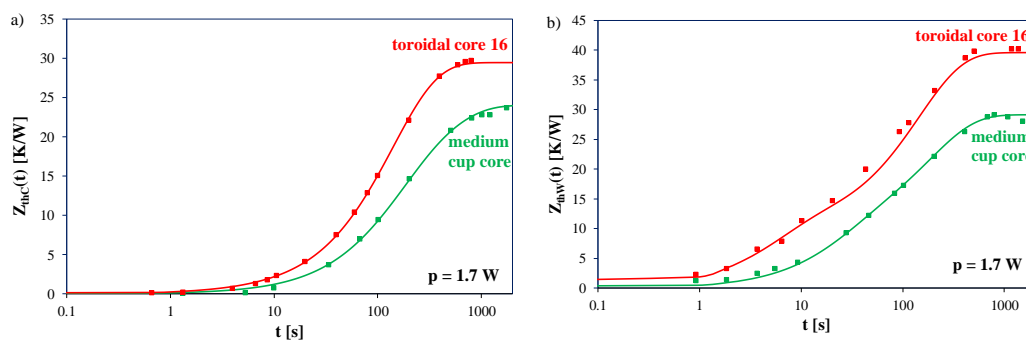 a)
35
30
25
20
15
10
5
0
Z_thC(t) [K/W]
toroidal core 16
medium
cup core
p = 1.7 W
0.1 1 10 100 1000
t [s]
b)
45
40
35
30
25
20
15
10
5
0
Z_thW(t) [K/W]
toroidal core 16
medium
cup core
p = 1.7 W
0.1 1 10 100 1000
t [s]